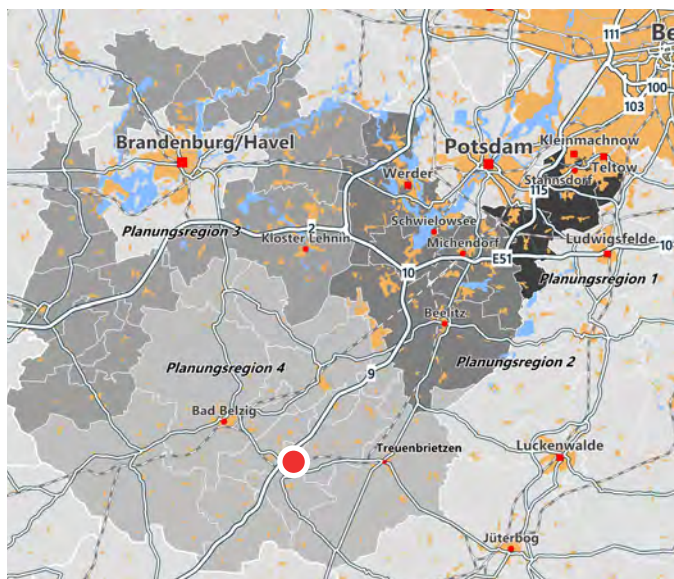 111
Be
100
103
Brandenburg/Havel
Potsdam
Kleinmachnow
Teltow
Stahnsdorf
115
Werder
Schwielowsee
2
Planungsregion 3
Kloster Lehnin
Michendorf
Ludwigsfelde
10
10
E51
Planungsregion 1
Beelitz
Planungsregion 4
9
Planungsregion 2
Bad Belzig
Treuenbrietzen
Luckenwalde
Jüterbog